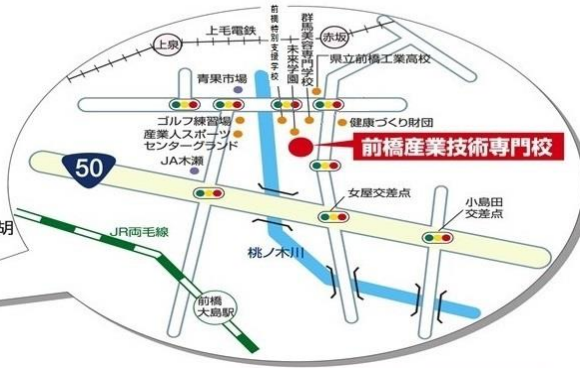 上毛電鉄
上泉
赤坂
前橋特別支援学校
未来学園
群馬美容専門学校
県立前橋工業高校
青果市場
ゴルフ練習場
産業人スポーツ
センターグランド
JA木瀬
健康づくり財団
前橋産業技術専門校
50
女屋交差点
小島田
交差点
胡
JR両毛線
桃ノ木川
前橋
大島駅